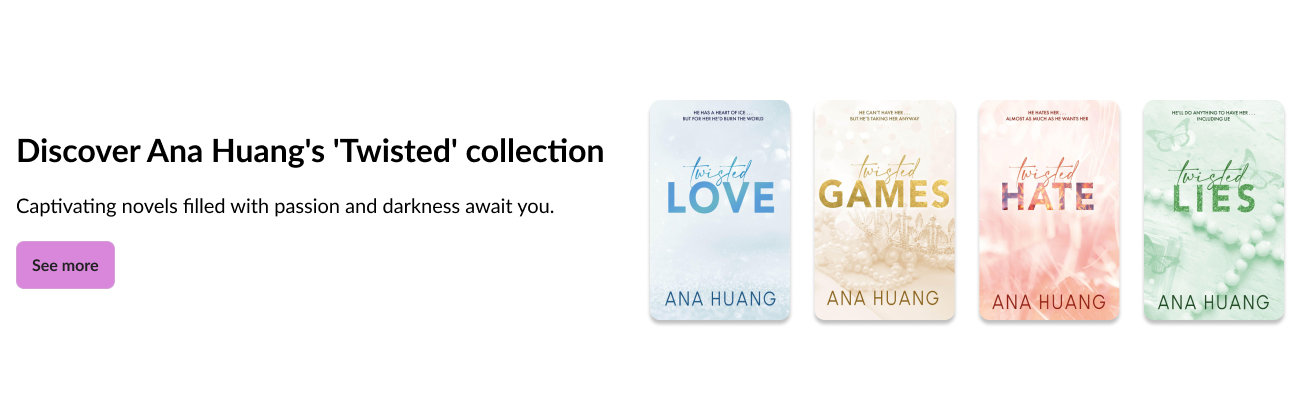 Discover Ana Huang's 'Twisted' collection
Captivating novels filled with passion and darkness await you.
See more
HE HAS A HEART OF ICE . . .
BUT FOR HER HE'D BURN THE WORLD
twisted
LOVE
ANA HUANG
HE CAN'T HAVE HER . . .
BUT HE'S TAKING HER ANYWAY
twisted
GAMES
ANA HUANG
HE HATES HER . . .
ALMOST AS MUCH AS HE WANTS HER
twisted
HATE
ANA HUANG
HE'LL DO ANYTHING TO HAVE HER . . .
INCLUDING LIE
twisted
LIES
ANA HUANG